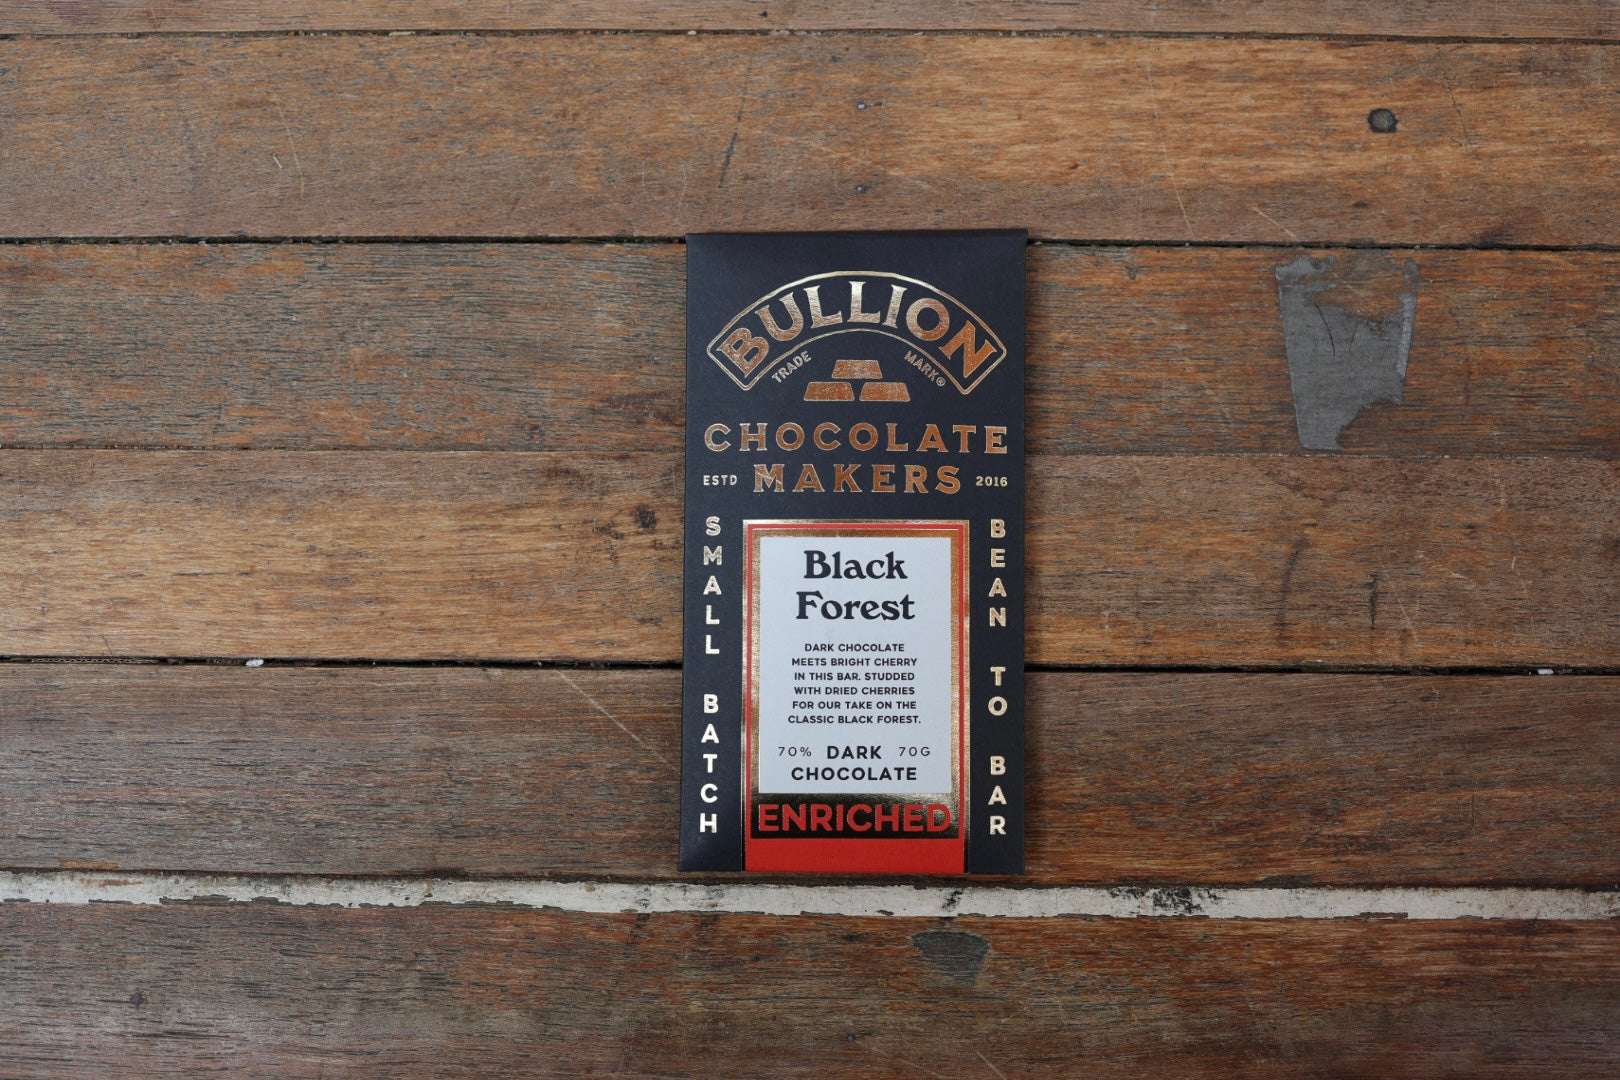 BULLION
TRADE MARK®
CHOCOLATE
ESTD MAKERS 2016
SMALL BATCH
BEAN TO BAR
Black
Forest
DARK CHOCOLATE
MEETS BRIGHT CHERRY
IN THIS BAR. STUDDED
WITH DRIED CHERRIES
FOR OUR TAKE ON THE
CLASSIC BLACK FOREST.
70% DARK 70G
CHOCOLATE
ENRICHED